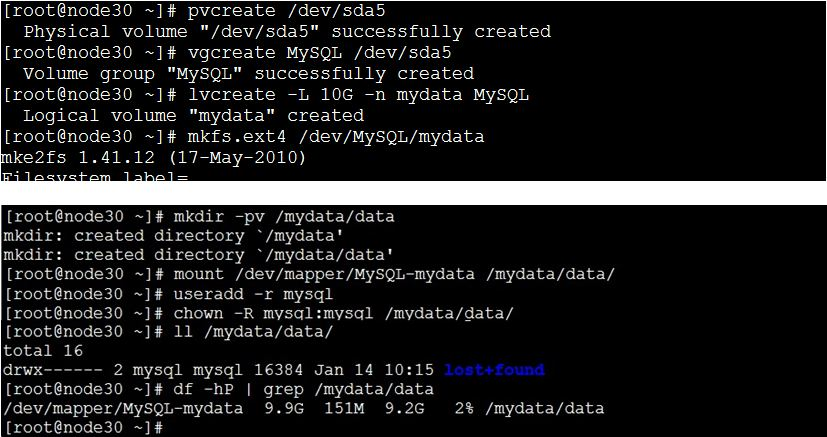 [root@node30 ~]# pvcreate /dev/sda5
  Physical volume "/dev/sda5" successfully created
[root@node30 ~]# vgcreate MySQL /dev/sda5
  Volume group "MySQL" successfully created
[root@node30 ~]# lvcreate -L 10G -n mydata MySQL
  Logical volume "mydata" created
[root@node30 ~]# mkfs.ext4 /dev/MySQL/mydata
mke2fs 1.41.12 (17-May-2010)
Filesystem label=
[root@node30 ~]# mkdir -pv /mydata/data
mkdir: created directory `/mydata'
mkdir: created directory `/mydata/data'
[root@node30 ~]# mount /dev/mapper/MySQL-mydata /mydata/data/
[root@node30 ~]# useradd -r mysql
[root@node30 ~]# chown -R mysql:mysql /mydata/data/
[root@node30 ~]# ll /mydata/data/
total 16
drwx------ 2 mysql mysql 16384 Jan 14 10:15 lost+found
[root@node30 ~]# df -hP | grep /mydata/data
/dev/mapper/MySQL-mydata  9.9G  151M  9.2G   2% /mydata/data
[root@node30 ~]#